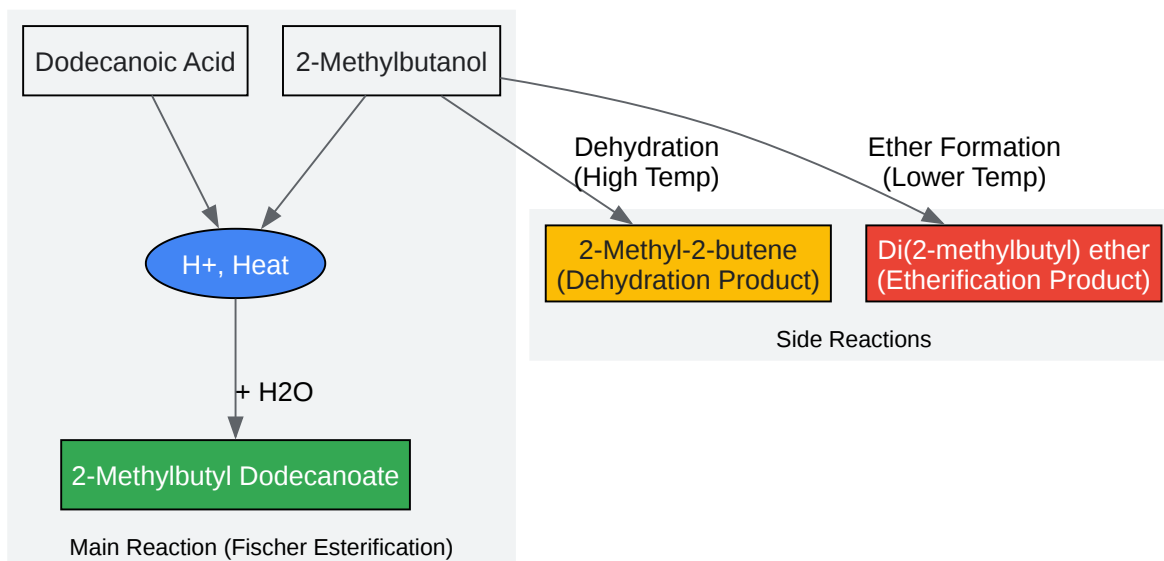 Dodecanoic Acid
2-Methylbutanol
Dehydration
(High Temp)
Ether Formation
(Lower Temp)
H+, Heat
2-Methyl-2-butene
(Dehydration Product)
Di(2-methylbutyl) ether
(Etherification Product)
Side Reactions
+ H2O
2-Methylbutyl Dodecanoate
Main Reaction (Fischer Esterification)